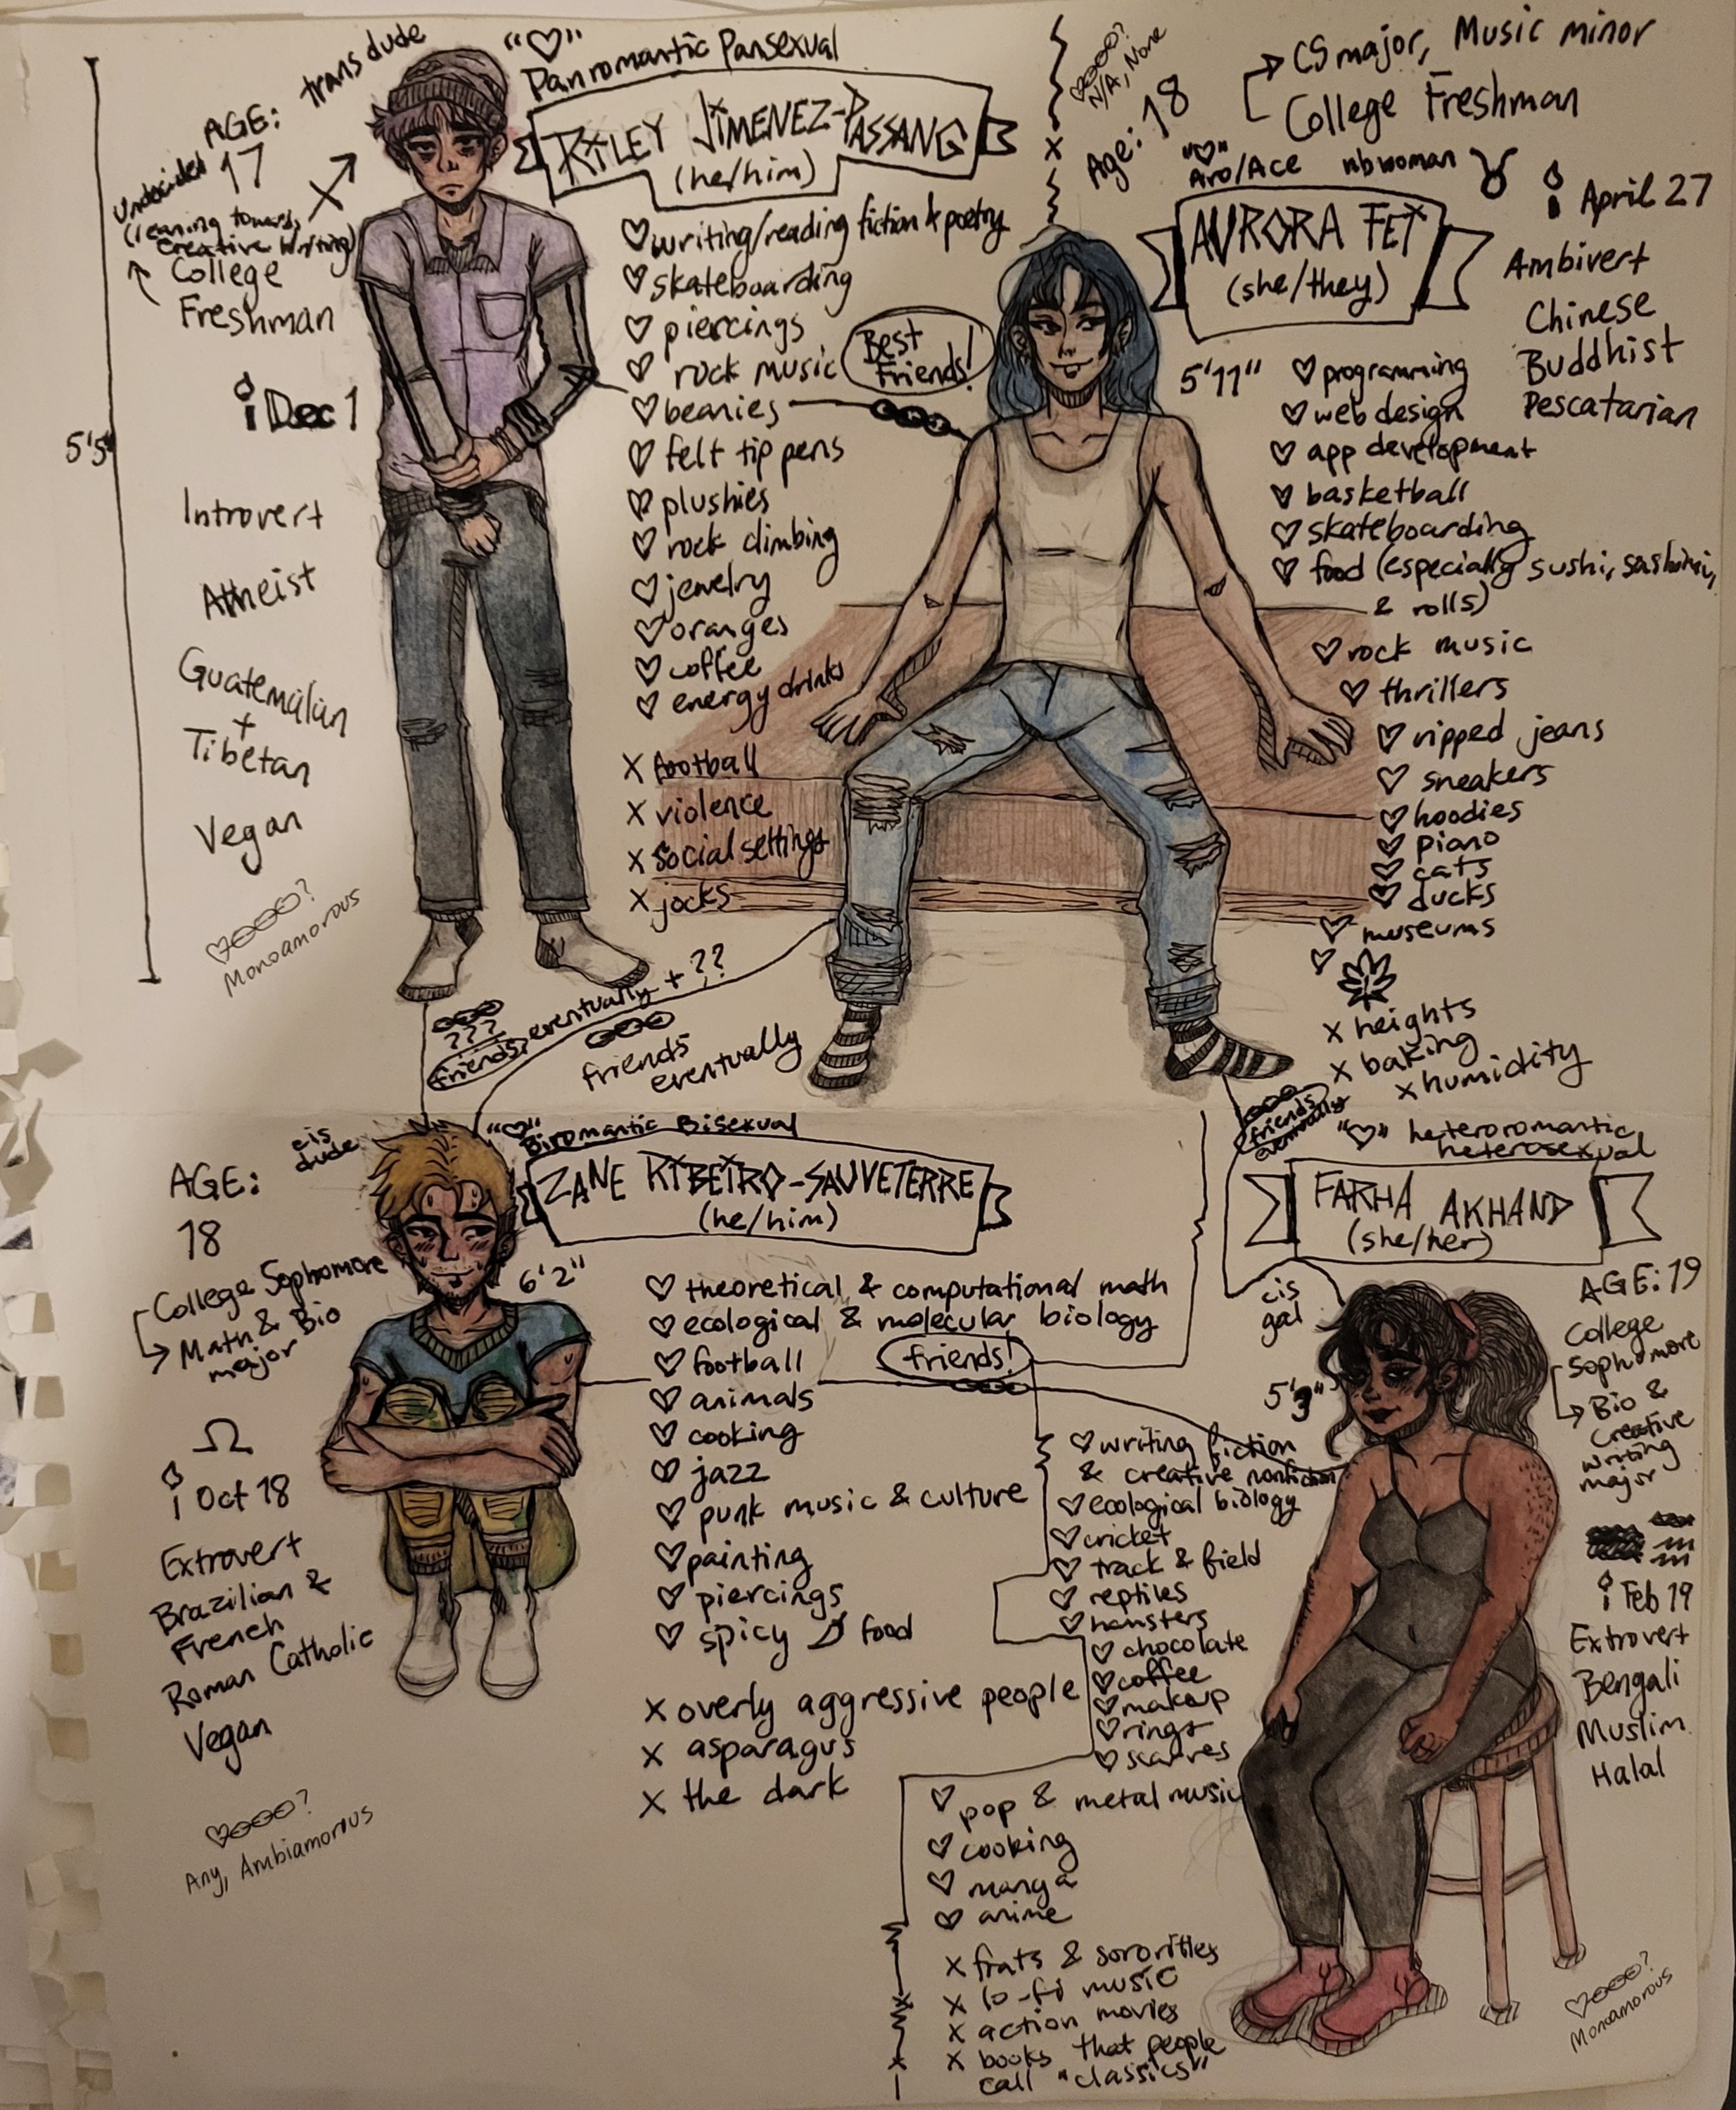 trans dude
AGE:
17
undecided
(leaning towards
creative writing)
College
Freshman
Dec 1
5'5"
Introvert
Atheist
Guatemalan
+
Tibetan
Vegan
?
Monoamorous
"♡"
Panromantic Pansexual
RILEY JIMENEZ-PASSANG
(he/him)
♡ writing/reading fiction & poetry
♡ skateboarding
♡ piercings
♡ rock music
♡ beanies
♡ felt tip pens
♡ plushies
♡ rock climbing
♡ jewelry
♡ oranges
♡ coffee
♡ energy drinks
X football
X violence
X social settings
X jocks
Best
Friends!
?
N/A, None
Age: 18
CS major, Music minor
College Freshman
"♡"
Aro/Ace nb woman ♉
April 27
AURORA FEI
(she/they)
Ambivert
Chinese
Buddhist
Pescatarian
5'11"
♡ programming
♡ web design
♡ app development
♡ basketball
♡ skateboarding
♡ food (especially sushi, sashimi,
& rolls)
♡ rock music
♡ thrillers
♡ ripped jeans
♡ sneakers
♡ hoodies
♡ piano
♡ cats
♡ ducks
♡ museums
♡
X heights
X baking
X humidity
???
friends, eventually + ??
friends
eventually
friends
eventually
cis
dude
AGE:
18
College Sophomore
Math & Bio
major
♎
Oct 18
Extrovert
Brazilian &
French
Roman Catholic
Vegan
?
Any, Ambiamorous
"♡"
Biromantic Bisexual
ZANE RIBEIRO-SAUVETERRE
(he/him)
6'2"
♡ theoretical & computational math
♡ ecological & molecular biology
♡ football
♡ animals
♡ cooking
♡ jazz
♡ punk music & culture
♡ painting
♡ piercings
♡ spicy food
X overly aggressive people
X asparagus
X the dark
friends!
"♡" heteroromantic
heterosexual
FARHA AKHAND
(she/her)
cis
gal
5'3"
AGE: 19
College
Sophomore
Bio &
Creative
writing
major
Feb 19
Extrovert
Bengali
Muslim
Halal
?
Monoamorous
♡ writing fiction
& creative nonfiction
♡ ecological biology
♡ cricket
♡ track & field
♡ reptiles
♡ hamsters
♡ chocolate
♡ coffee
♡ makeup
♡ rings
♡ scarves
♡ pop & metal music
♡ cooking
♡ manga
♡ anime
X frats & sororities
X lo-fi music
X action movies
X books that people
call "classics"